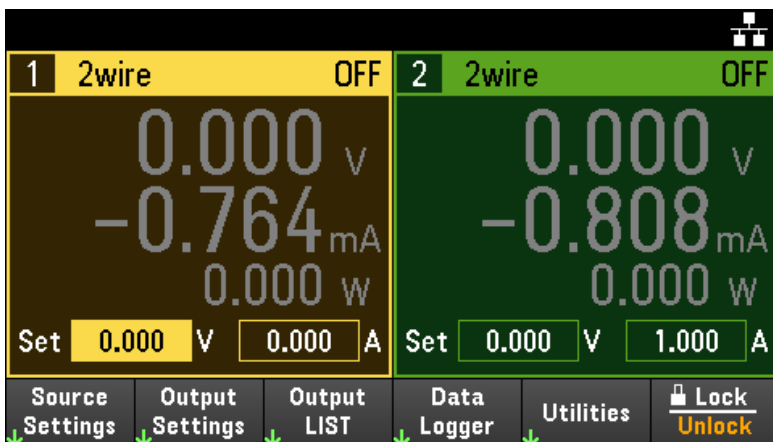 1 2wire OFF
0.000 V
-0.764 mA
0.000 W
Set 0.000 V 0.000 A
2 2wire OFF
0.000 V
-0.808 mA
0.000 W
Set 0.000 V 1.000 A
Source Settings
Output Settings
Output LIST
Data Logger
Utilities
Lock
Unlock